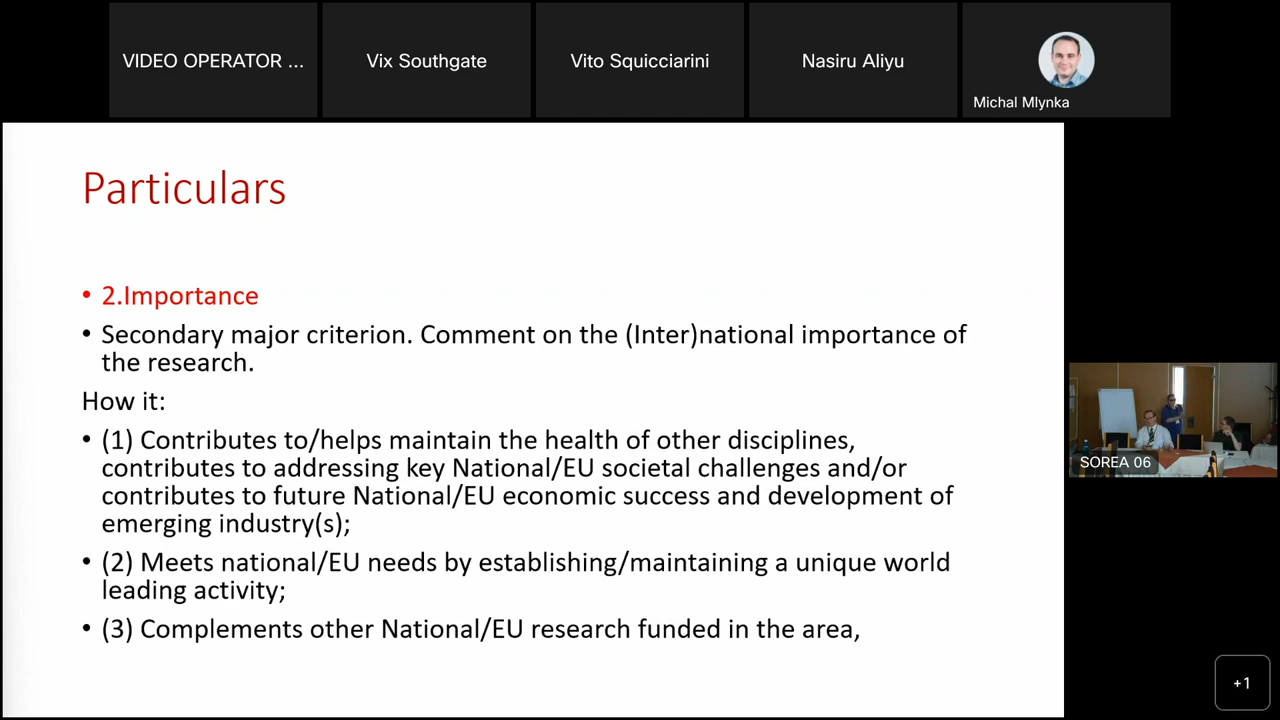 VIDEO OPERATOR ...
Vix Southgate
Vito Squicciarini
Nasiru Aliyu
Michal Mlynka
Particulars
• 2.Importance
• Secondary major criterion. Comment on the (Inter)national importance of
the research.
How it:
• (1) Contributes to/helps maintain the health of other disciplines,
contributes to addressing key National/EU societal challenges and/or
contributes to future National/EU economic success and development of
emerging industry(s);
• (2) Meets national/EU needs by establishing/maintaining a unique world
leading activity;
• (3) Complements other National/EU research funded in the area,
SOREA 06
+1